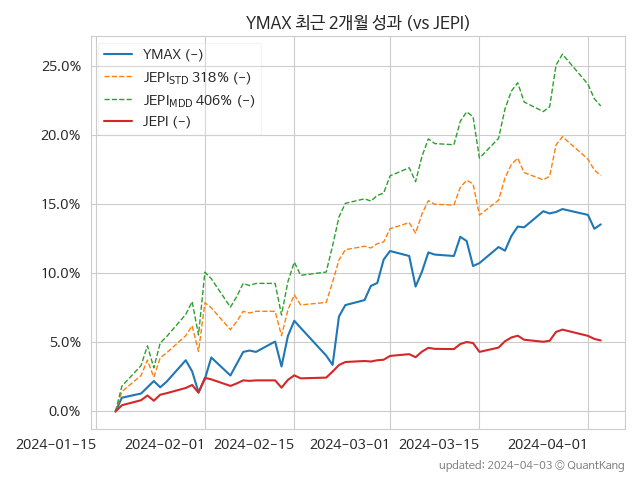 YMAX 최근 2개월 성과 (vs JEPI)
YMAX (-)
JEPI_STD 318% (-)
JEPI_MDD 406% (-)
JEPI (-)
25.0%
20.0%
15.0%
10.0%
5.0%
0.0%
2024-01-15 2024-02-01 2024-02-15 2024-03-01 2024-03-15 2024-04-01
updated: 2024-04-03 © QuantKang